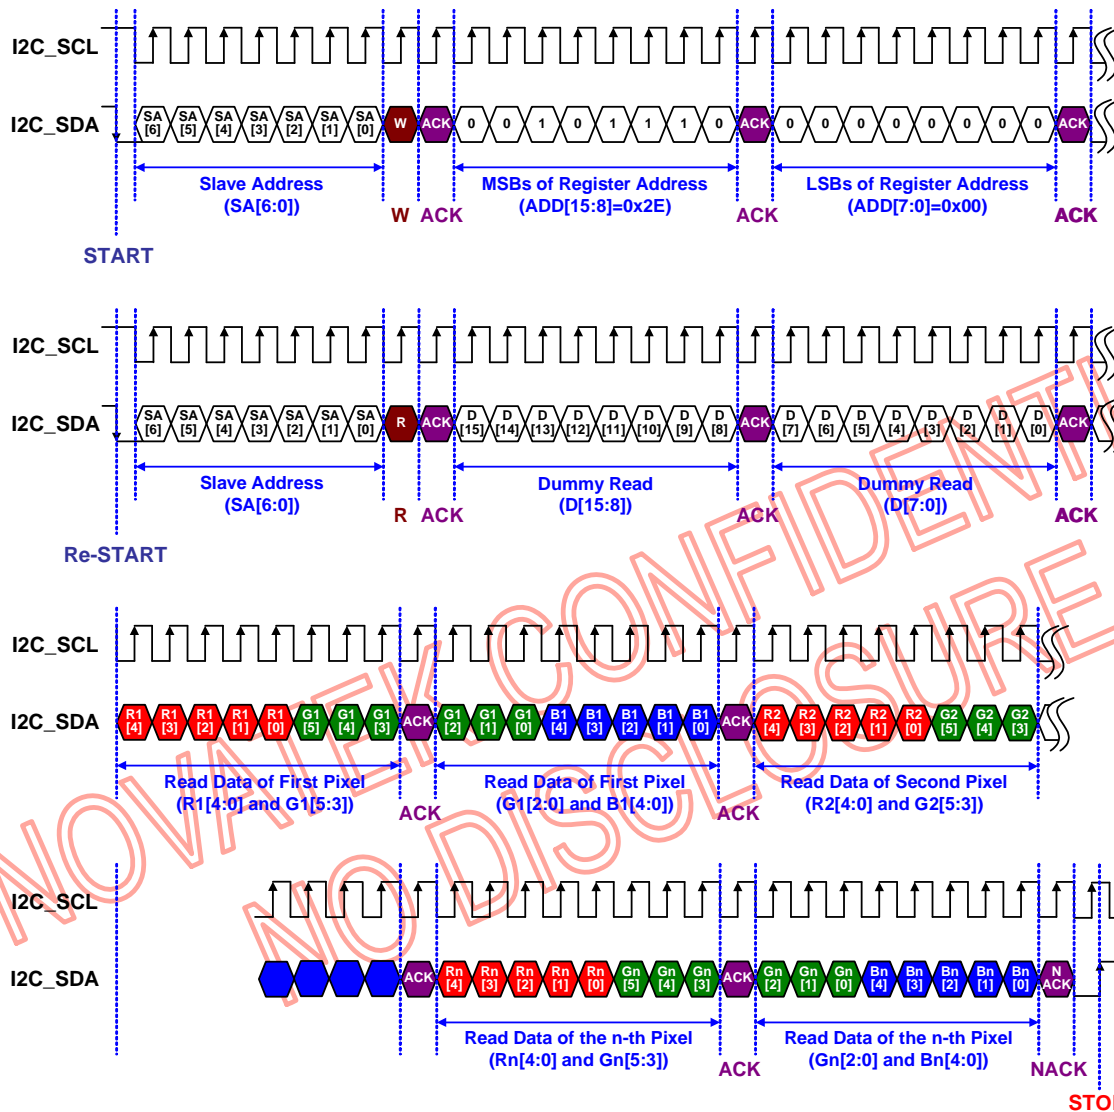 I2C_SCL
I2C_SDA
SA [6] SA [5] SA [4] SA [3] SA [2] SA [1] SA [0] W ACK 0 0 1 0 1 1 1 0 ACK 0 0 0 0 0 0 0 0 ACK
Slave Address
(SA[6:0])
MSBs of Register Address
(ADD[15:8]=0x2E)
LSBs of Register Address
(ADD[7:0]=0x00)
W ACK ACK ACK
START
I2C_SCL
I2C_SDA
SA [6] SA [5] SA [4] SA [3] SA [2] SA [1] SA [0] R ACK D [15] D [14] D [13] D [12] D [11] D [10] D [9] D [8] ACK D [7] D [6] D [5] D [4] D [3] D [2] D [1] D [0] ACK
Slave Address
(SA[6:0])
Dummy Read
(D[15:8])
Dummy Read
(D[7:0])
R ACK ACK ACK
Re-START
I2C_SCL
I2C_SDA
R1 [4] R1 [3] R1 [2] R1 [1] R1 [0] G1 [5] G1 [4] G1 [3] ACK G1 [2] G1 [1] G1 [0] B1 [4] B1 [3] B1 [2] B1 [1] B1 [0] ACK R2 [4] R2 [3] R2 [2] R2 [1] R2 [0] G2 [5] G2 [4] G2 [3]
Read Data of First Pixel
(R1[4:0] and G1[5:3])
Read Data of First Pixel
(G1[2:0] and B1[4:0])
Read Data of Second Pixel
(R2[4:0] and G2[5:3])
ACK ACK
I2C_SCL
I2C_SDA
ACK Rn [4] Rn [3] Rn [2] Rn [1] Rn [0] Gn [5] Gn [4] Gn [3] ACK Gn [2] Gn [1] Gn [0] Bn [4] Bn [3] Bn [2] Bn [1] Bn [0] N ACK
Read Data of the n-th Pixel
(Rn[4:0] and Gn[5:3])
Read Data of the n-th Pixel
(Gn[2:0] and Bn[4:0])
ACK NACK
STO
NOVATEK CONFIDENTI
NO DISCLOSURE